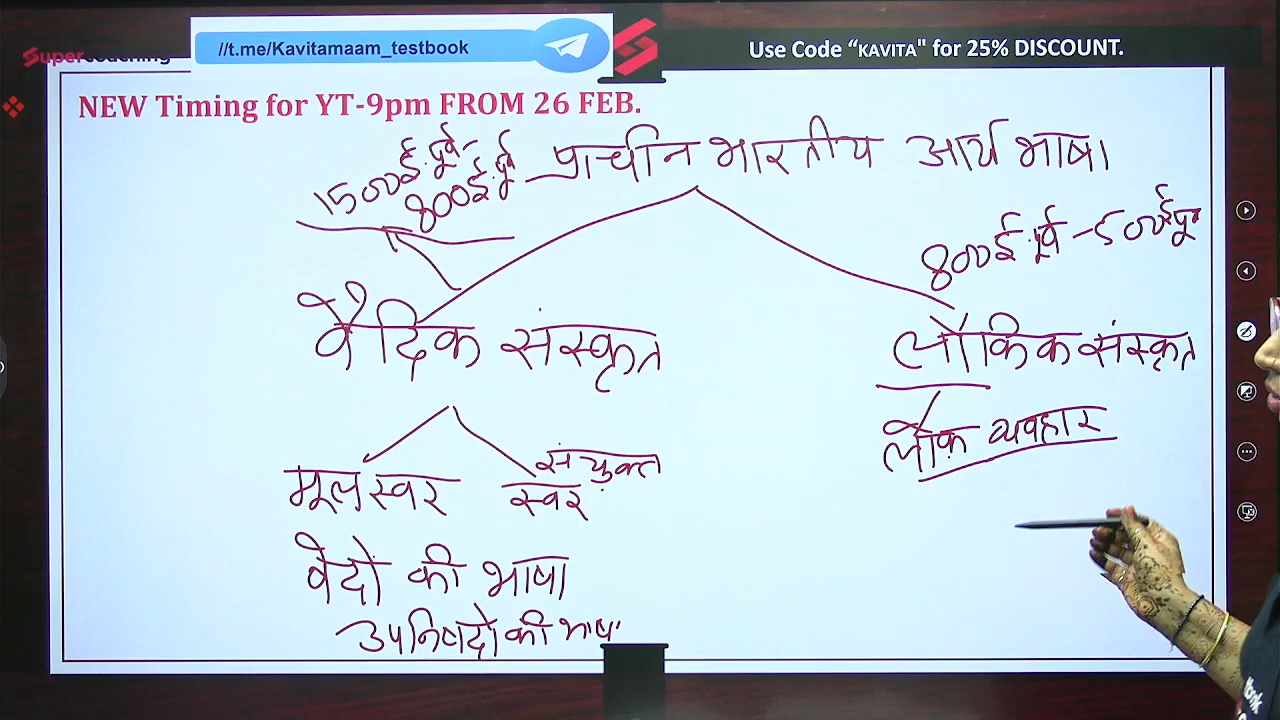 //t.me/Kavitamaam_testbook
Use Code “KAVITA" for 25% DISCOUNT.
Supercoaching
NEW Timing for YT-9pm FROM 26 FEB.
प्राचीन भारतीय आर्य भाषा
1500ई.पूर्व-
800ई.पूर्व
800ई.पूर्व - 500ई.पू
वैदिक संस्कृत
लौकिक संस्कृत
लोक व्यवहार
मूल स्वर
संयुक्त
स्वर
वेदों की भाषा
उपनिषदों की भाषा